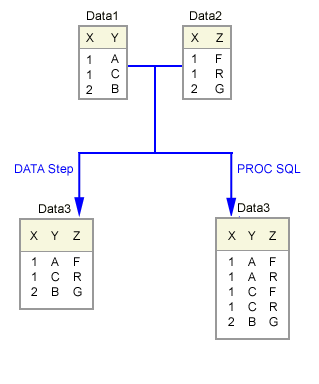 Data1 Data2
X Y X Z
1 A 1 F
1 C 1 R
2 B 2 G
DATA Step PROC SQL
Data3 Data3
X Y Z X Y Z
1 A F 1 A F
1 C R 1 A R
2 B G 1 C F
1 C R
2 B G